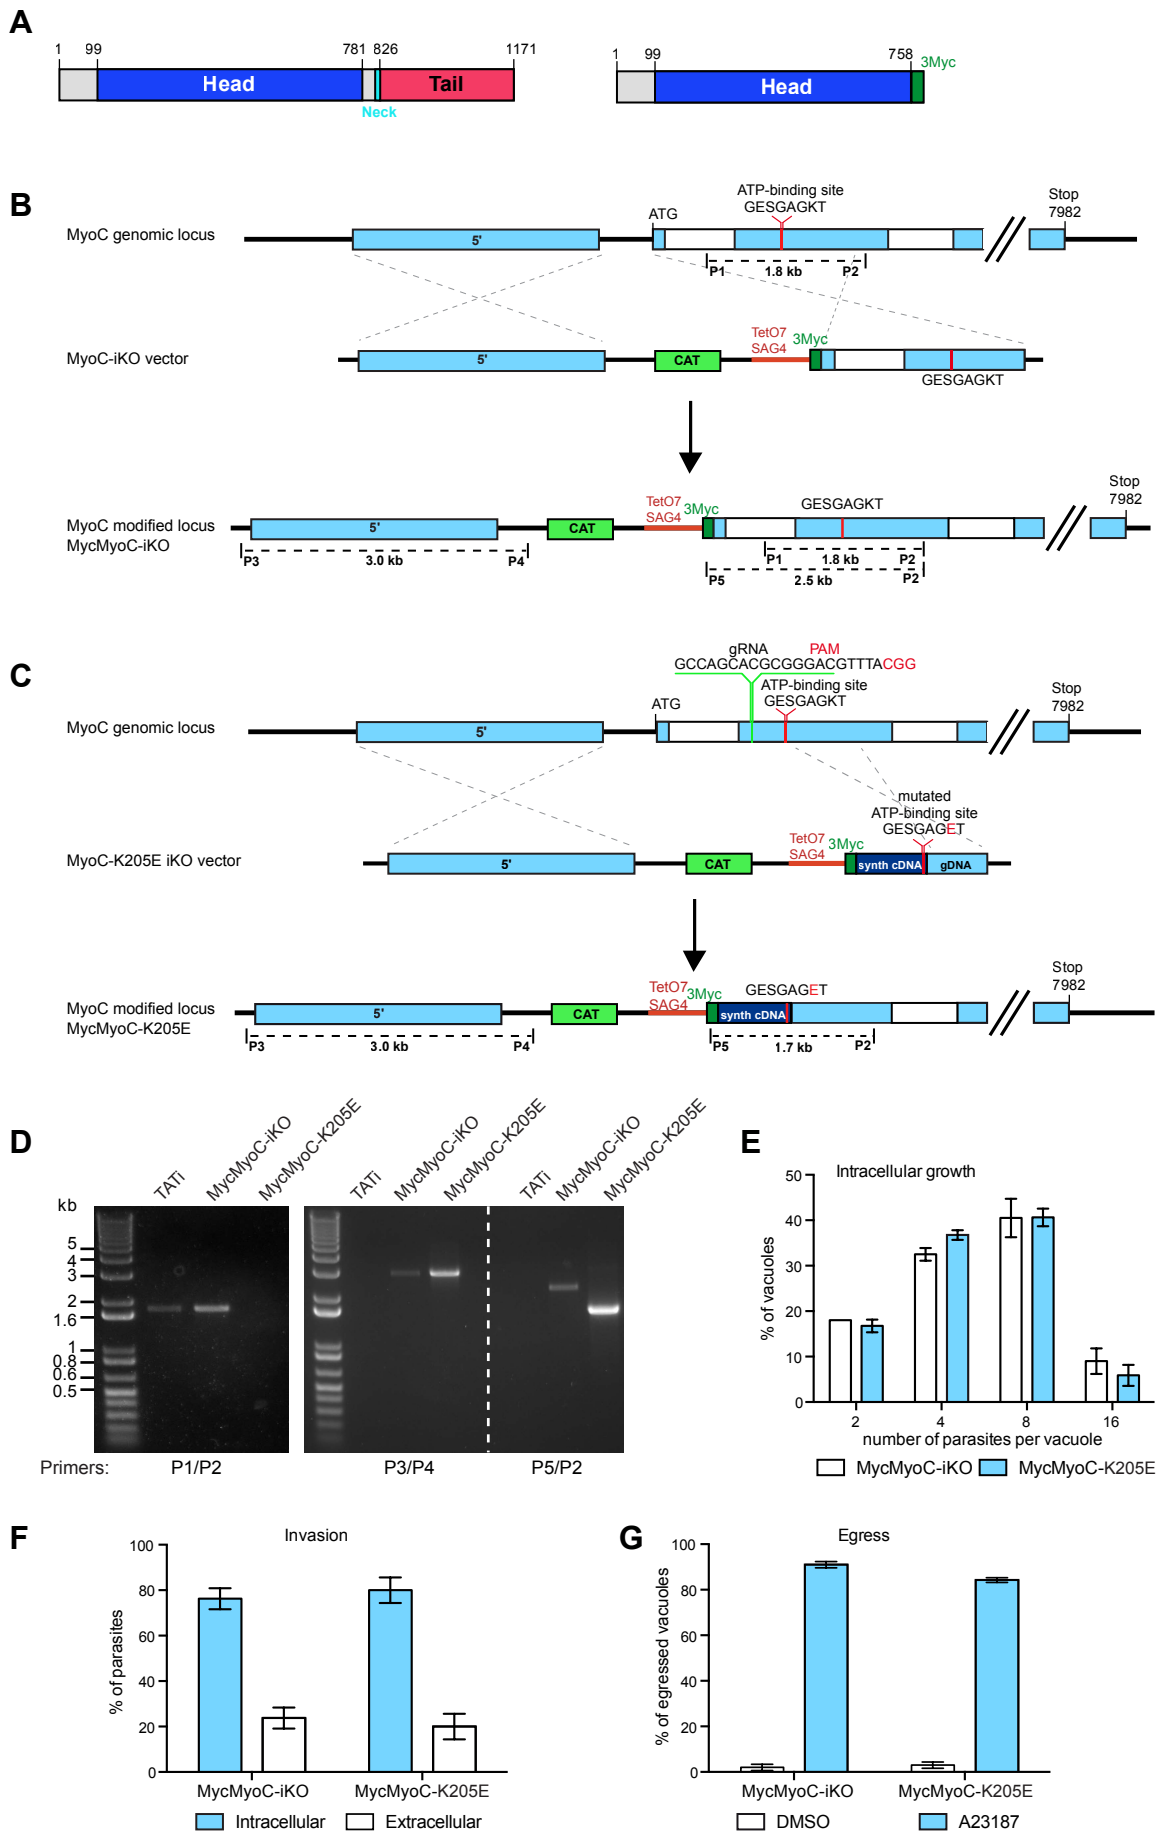 A
1 99 781 826 1171
Head Tail
Neck
1 99 758 3Myc
Head
B
ATP-binding site
GESGAGKT
ATG
Stop
7982
MyoC genomic locus
5'
P1 1.8 kb P2
TetO7
SAG4
3Myc
MyoC-iKO vector
5'
CAT
GESGAGKT
Stop
7982
TetO7
SAG4
3Myc
GESGAGKT
MyoC modified locus
MycMyoC-iKO
5'
CAT
P3 3.0 kb P4
P1 1.8 kb P2
P5 2.5 kb P2
C
gRNA PAM
GCCAGCACGCGGGACGTTTACGG
ATP-binding site
GESGAGKT
ATG
Stop
7982
MyoC genomic locus
5'
mutated
ATP-binding site
GESGAGET
TetO7
SAG4
3Myc
MyoC-K205E iKO vector
5'
CAT
synth cDNA
gDNA
Stop
7982
TetO7
SAG4
3Myc
GESGAGET
MyoC modified locus
MycMyoC-K205E
5'
CAT
synth cDNA
P3 3.0 kb P4
P5 1.7 kb P2
D
TATi
MycMyoC-iKO
MycMyoC-K205E
TATi
MycMyoC-iKO
MycMyoC-K205E
TATi
MycMyoC-iKO
MycMyoC-K205E
kb
5
4
3
2
1.6
1
0.8
0.6
0.5
Primers: P1/P2 P3/P4 P5/P2
E
Intracellular growth
% of vacuoles
50
40
30
20
10
0
2 4 8 16
number of parasites per vacuole
MycMyoC-iKO MycMyoC-K205E
F
Invasion
% of parasites
100
80
60
40
20
0
MycMyoC-iKO MycMyoC-K205E
Intracellular Extracellular
G
Egress
% of egressed vacuoles
100
80
60
40
20
0
MycMyoC-iKO MycMyoC-K205E
DMSO A23187